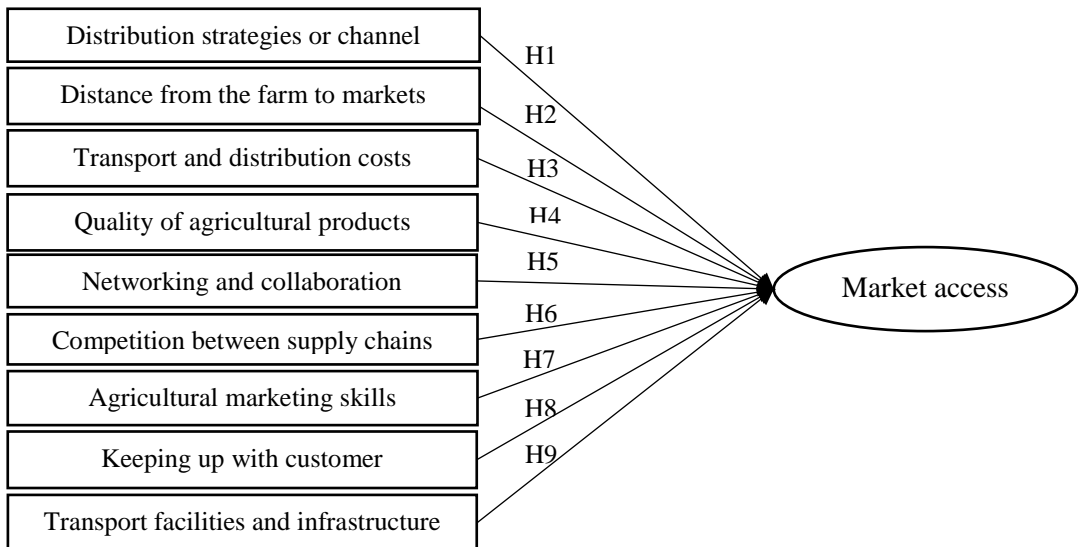 Distribution strategies or channel
H1
Distance from the farm to markets
H2
Transport and distribution costs
H3
Quality of agricultural products
H4
Networking and collaboration
H5
Market access
Competition between supply chains
H6
Agricultural marketing skills
H7
Keeping up with customer
H8
Transport facilities and infrastructure
H9